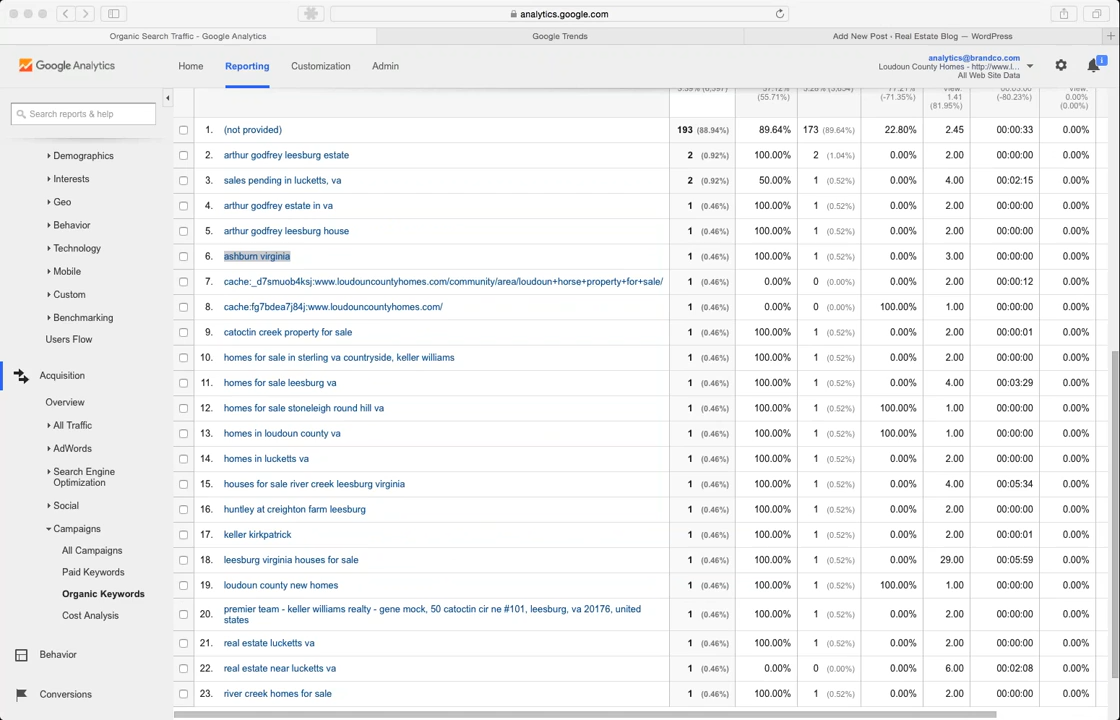 analytics.google.com
Organic Search Traffic - Google Analytics
Google Trends
Add New Post ‹ Real Estate Blog — WordPress
Google Analytics
Home Reporting Customization Admin
analytics@brandco.com
Loudoun County Homes - http://www.l...
All Web Site Data
1
Search reports & help
Demographics
Interests
Geo
Behavior
Technology
Mobile
Custom
Benchmarking
Users Flow
Acquisition
Overview
All Traffic
AdWords
Search Engine
Optimization
Social
Campaigns
All Campaigns
Paid Keywords
Organic Keywords
Cost Analysis
Behavior
Conversions
(55.71%) (-71.35%) View: 1.41 (81.95%) (-80.23%) View: 0.00% (0.00%)
1. (not provided) 193 (88.94%) 89.64% 173 (89.64%) 22.80% 2.45 00:00:33 0.00%
2. arthur godfrey leesburg estate 2 (0.92%) 100.00% 2 (1.04%) 0.00% 2.00 00:00:00 0.00%
3. sales pending in lucketts, va 2 (0.92%) 50.00% 1 (0.52%) 0.00% 4.00 00:02:15 0.00%
4. arthur godfrey estate in va 1 (0.46%) 100.00% 1 (0.52%) 0.00% 2.00 00:00:00 0.00%
5. arthur godfrey leesburg house 1 (0.46%) 100.00% 1 (0.52%) 0.00% 2.00 00:00:00 0.00%
6. ashburn virginia 1 (0.46%) 100.00% 1 (0.52%) 0.00% 3.00 00:00:00 0.00%
7. cache:_d7smuob4ksj:www.loudouncountyhomes.com/community/area/loudoun+horse+property+for+sale/ 1 (0.46%) 0.00% 0 (0.00%) 0.00% 2.00 00:00:12 0.00%
8. cache:fg7bdea7j84j:www.loudouncountyhomes.com/ 1 (0.46%) 0.00% 0 (0.00%) 100.00% 1.00 00:00:00 0.00%
9. catoctin creek property for sale 1 (0.46%) 100.00% 1 (0.52%) 0.00% 2.00 00:00:01 0.00%
10. homes for sale in sterling va countryside, keller williams 1 (0.46%) 100.00% 1 (0.52%) 0.00% 2.00 00:00:00 0.00%
11. homes for sale leesburg va 1 (0.46%) 100.00% 1 (0.52%) 0.00% 4.00 00:03:29 0.00%
12. homes for sale stoneleigh round hill va 1 (0.46%) 100.00% 1 (0.52%) 100.00% 1.00 00:00:00 0.00%
13. homes in loudoun county va 1 (0.46%) 100.00% 1 (0.52%) 100.00% 1.00 00:00:00 0.00%
14. homes in lucketts va 1 (0.46%) 100.00% 1 (0.52%) 0.00% 2.00 00:00:00 0.00%
15. houses for sale river creek leesburg virginia 1 (0.46%) 100.00% 1 (0.52%) 0.00% 4.00 00:05:34 0.00%
16. huntley at creighton farm leesburg 1 (0.46%) 100.00% 1 (0.52%) 0.00% 2.00 00:00:00 0.00%
17. keller kirkpatrick 1 (0.46%) 100.00% 1 (0.52%) 0.00% 2.00 00:00:01 0.00%
18. leesburg virginia houses for sale 1 (0.46%) 100.00% 1 (0.52%) 0.00% 29.00 00:05:59 0.00%
19. loudoun county new homes 1 (0.46%) 100.00% 1 (0.52%) 100.00% 1.00 00:00:00 0.00%
20. premier team - keller williams realty - gene mock, 50 catoctin cir ne #101, leesburg, va 20176, united
states 1 (0.46%) 100.00% 1 (0.52%) 0.00% 2.00 00:00:00 0.00%
21. real estate lucketts va 1 (0.46%) 100.00% 1 (0.52%) 0.00% 2.00 00:00:00 0.00%
22. real estate near lucketts va 1 (0.46%) 0.00% 0 (0.00%) 0.00% 6.00 00:02:08 0.00%
23. river creek homes for sale 1 (0.46%) 100.00% 1 (0.52%) 0.00% 2.00 00:00:00 0.00%